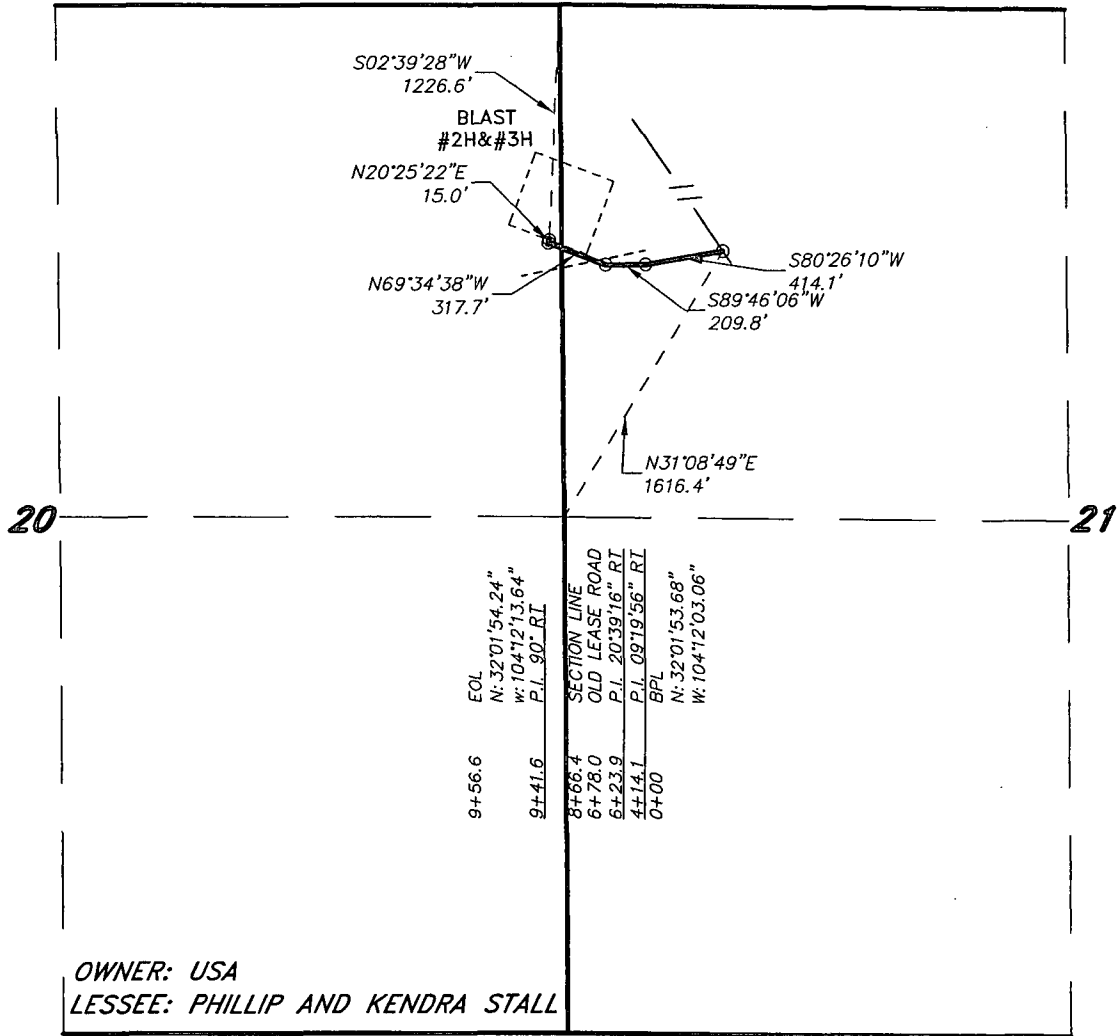 S02°39'28"W
1226.6'
BLAST
#2H&#3H
N20°25'22"E
15.0'
N69°34'38"W
317.7'
S80°26'10"W
414.1'
S89°46'06"W
209.8'
N31°08'49"E
1616.4'
20
21
9+56.6 EOL
N: 32°01'54.24"
w: 104°12'13.64"
9+41.6 P.I. 90° RT
8+66.4 SECTION LINE
6+78.0 OLD LEASE ROAD
6+23.9 P.I. 20°39'16" RT
4+14.1 P.I. 09°19'56" RT
0+00 BPL
N: 32°01'53.68"
W: 104°12'03.06"
OWNER: USA
LESSEE: PHILLIP AND KENDRA STALL